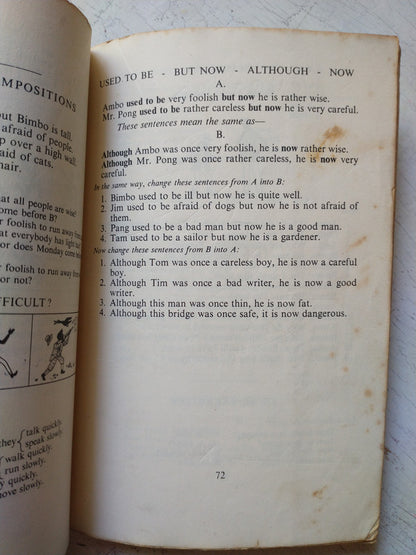 MPOSITIONS
but Bimbo is tall.
afraid of people.
p over a high wall.
fraid of cats.
hair.
at all people are wise?
ome before B?
foolish to run away from
at everybody has light
or does Monday come
r foolish to run away from
or not?
FFICULT?
they { talk quickly.
speak slowly.
walk quickly.
run slowly.
quickly.
ove slowly.
USED TO BE - BUT NOW - ALTHOUGH - NOW
A.
Ambo used to be very foolish but now he is rather wise.
Mr. Pong used to be rather careless but now he is very careful.
These sentences mean the same as—
B.
Although Ambo was once very foolish, he is now rather wise.
Although Mr. Pong was once rather careless, he is now very
careful.
In the same way, change these sentences from A into B:
1. Bimbo used to be ill but now he is quite well.
2. Jim used to be afraid of dogs but now he is not afraid of
them.
3. Pang used to be a bad man but now he is a good man.
4. Tam used to be a sailor but now he is a gardener.
Now change these sentences from B into A:
1. Although Tom was once a careless boy, he is now a careful
boy.
2. Although Tim was once a bad writer, he is now a good
writer.
3. Although this man was once thin, he is now fat.
4. Although this bridge was once safe, it is now dangerous.
72